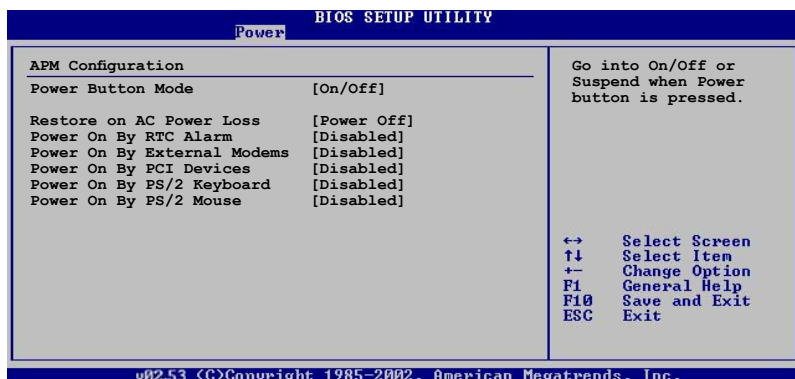 BIOS SETUP UTILITY
Power
APM Configuration
Power Button Mode [On/Off]
Restore on AC Power Loss [Power Off]
Power On By RTC Alarm [Disabled]
Power On By External Modems [Disabled]
Power On By PCI Devices [Disabled]
Power On By PS/2 Keyboard [Disabled]
Power On By PS/2 Mouse [Disabled]
Go into On/Off or
Suspend when Power
button is pressed.
←→ Select Screen
↑↓ Select Item
+- Change Option
F1 General Help
F10 Save and Exit
ESC Exit
v02.53 (C)Copyright 1985-2002, American Megatrends, Inc.